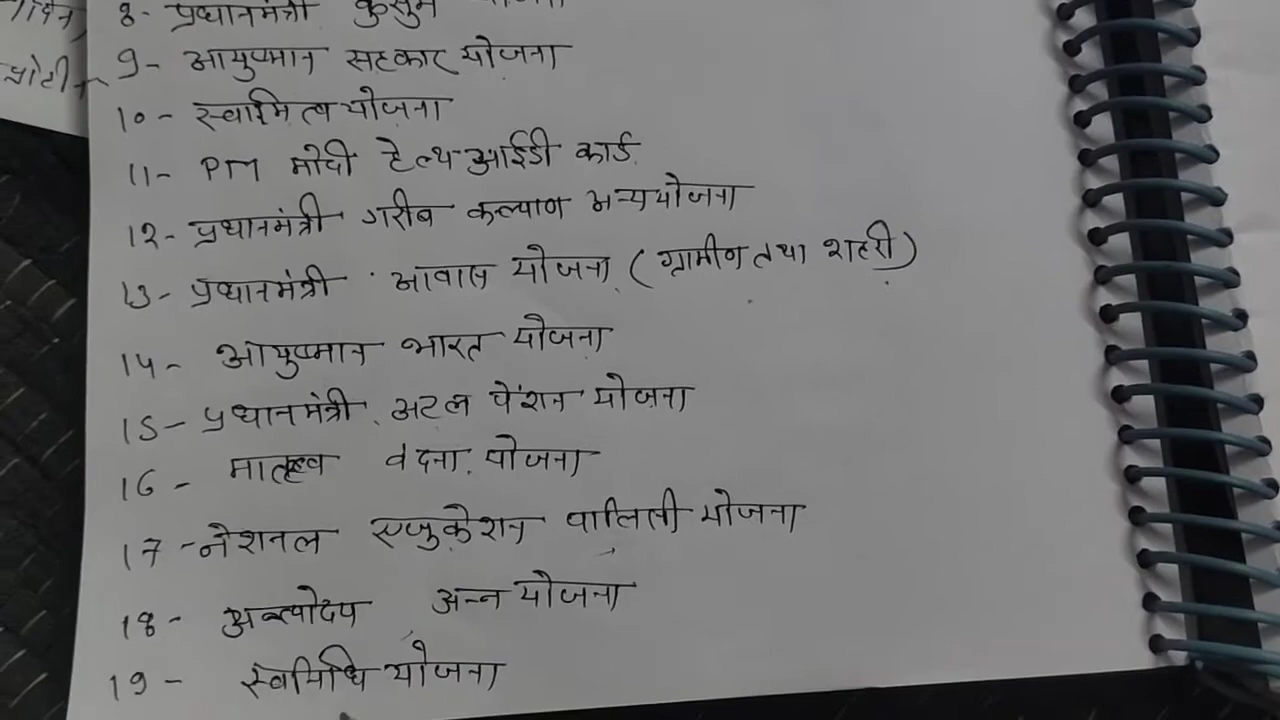 8- प्रधानमंत्री कुसुम
9- आयुष्मान सहकार योजना
10- स्वामित्व योजना
11- PM मोदी हेल्थ आईडी कार्ड
12- प्रधानमंत्री गरीब कल्याण अन्य योजना
13- प्रधानमंत्री आवास योजना (ग्रामीण तथा शहरी)
14- आयुष्मान भारत योजना
15- प्रधानमंत्री अटल पेंशन योजना
16- मातृत्व वंदना योजना
17- नेशनल एजुकेशन पालिसी योजना
18- अन्त्योदय अन्न योजना
19- स्वनिधि योजना